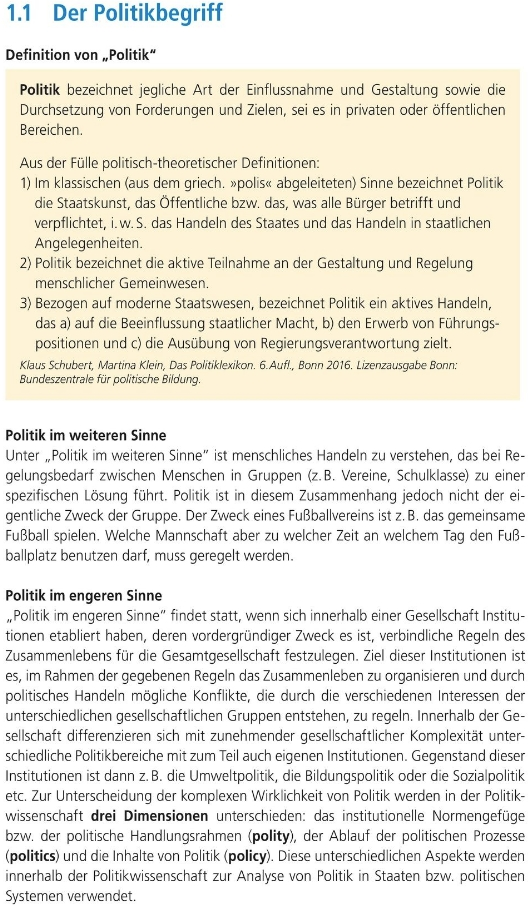 1.1 Der Politikbegriff
Definition von „Politik“
Politik bezeichnet jegliche Art der Einflussnahme und Gestaltung sowie die
Durchsetzung von Forderungen und Zielen, sei es in privaten oder öffentlichen
Bereichen.
Aus der Fülle politisch-theoretischer Definitionen:
1) Im klassischen (aus dem griech. »polis« abgeleiteten) Sinne bezeichnet Politik
die Staatskunst, das Öffentliche bzw. das, was alle Bürger betrifft und
verpflichtet, i. w. S. das Handeln des Staates und das Handeln in staatlichen
Angelegenheiten.
2) Politik bezeichnet die aktive Teilnahme an der Gestaltung und Regelung
menschlicher Gemeinwesen.
3) Bezogen auf moderne Staatswesen, bezeichnet Politik ein aktives Handeln,
das a) auf die Beeinflussung staatlicher Macht, b) den Erwerb von Führungs-
positionen und c) die Ausübung von Regierungsverantwortung zielt.
Klaus Schubert, Martina Klein, Das Politiklexikon. 6. Aufl., Bonn 2016. Lizenzausgabe Bonn:
Bundeszentrale für politische Bildung.
Politik im weiteren Sinne
Unter „Politik im weiteren Sinne“ ist menschliches Handeln zu verstehen, das bei Re-
gelungsbedarf zwischen Menschen in Gruppen (z. B. Vereine, Schulklasse) zu einer
spezifischen Lösung führt. Politik ist in diesem Zusammenhang jedoch nicht der ei-
gentliche Zweck der Gruppe. Der Zweck eines Fußballvereins ist z. B. das gemeinsame
Fußball spielen. Welche Mannschaft aber zu welcher Zeit an welchem Tag den Fuß-
ballplatz benutzen darf, muss geregelt werden.
Politik im engeren Sinne
„Politik im engeren Sinne“ findet statt, wenn sich innerhalb einer Gesellschaft Institu-
tionen etabliert haben, deren vordergründiger Zweck es ist, verbindliche Regeln des
Zusammenlebens für die Gesamtgesellschaft festzulegen. Ziel dieser Institutionen ist
es, im Rahmen der gegebenen Regeln das Zusammenleben zu organisieren und durch
politisches Handeln mögliche Konflikte, die durch die verschiedenen Interessen der
unterschiedlichen gesellschaftlichen Gruppen entstehen, zu regeln. Innerhalb der Ge-
sellschaft differenzieren sich mit zunehmender gesellschaftlicher Komplexität unter-
schiedliche Politikbereiche mit zum Teil auch eigenen Institutionen. Gegenstand dieser
Institutionen ist dann z. B. die Umweltpolitik, die Bildungspolitik oder die Sozialpolitik
etc. Zur Unterscheidung der komplexen Wirklichkeit von Politik werden in der Politik-
wissenschaft drei Dimensionen unterschieden: das institutionelle Normengefüge
bzw. der politische Handlungsrahmen (polity), der Ablauf der politischen Prozesse
(politics) und die Inhalte von Politik (policy). Diese unterschiedlichen Aspekte werden
innerhalb der Politikwissenschaft zur Analyse von Politik in Staaten bzw. politischen
Systemen verwendet.